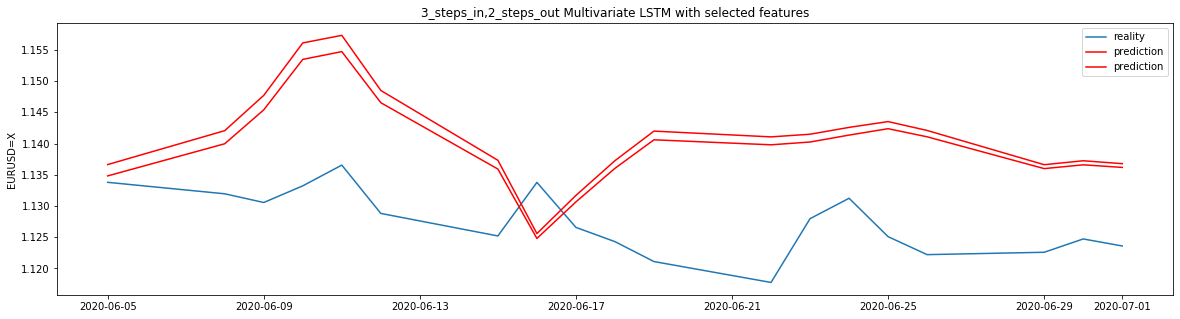 3_steps_in,2_steps_out Multivariate LSTM with selected features
reality
prediction
prediction
EURUSD=X
1.155
1.150
1.145
1.140
1.135
1.130
1.125
1.120
2020-06-05 2020-06-09 2020-06-13 2020-06-17 2020-06-21 2020-06-25 2020-06-29 2020-07-01